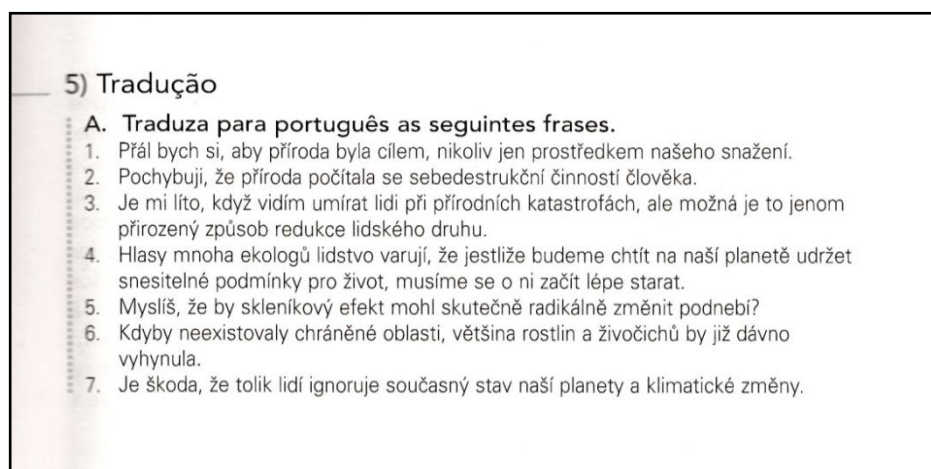 5) Tradução
A. Traduza para português as seguintes frases.
1. Přál bych si, aby příroda byla cílem, nikoliv jen prostředkem našeho snažení.
2. Pochybuji, že příroda počítala se sebedestrukční činností člověka.
3. Je mi líto, když vidím umírat lidi při přírodních katastrofách, ale možná je to jenom
přirozený způsob redukce lidského druhu.
4. Hlasy mnoha ekologů lidstvo varují, že jestliže budeme chtít na naší planetě udržet
snesitelné podmínky pro život, musíme se o ni začít lépe starat.
5. Myslíš, že by skleníkový efekt mohl skutečně radikálně změnit podnebí?
6. Kdyby neexistovaly chráněné oblasti, většina rostlin a živočichů by již dávno
vyhynula.
7. Je škoda, že tolik lidí ignoruje současný stav naší planety a klimatické změny.